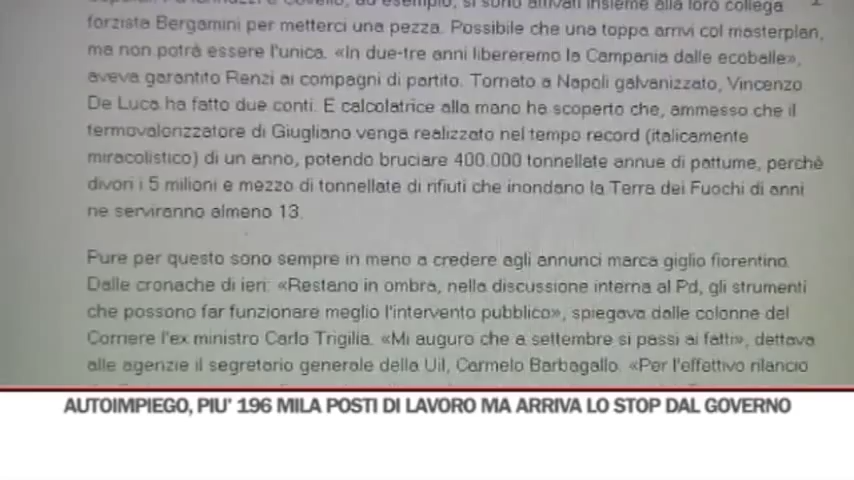 si sono arrivati insieme alla loro collega
forzista Bergamini per metterci una pezza. Possibile che una toppa arrivi col masterplan,
ma non potrà essere l'unica. «In due-tre anni libereremo la Campania dalle ecoballe»,
aveva garantito Renzi ai compagni di partito. Tornato a Napoli galvanizzato, Vincenzo
De Luca ha fatto due conti. E calcolatrice alla mano ha scoperto che, ammesso che il
termovalorizzatore di Giugliano venga realizzato nel tempo record (italicamente
miracolistico) di un anno, potendo bruciare 400.000 tonnellate annue di pattume, perchè
divori i 5 milioni e mezzo di tonnellate di rifiuti che inondano la Terra dei Fuochi di anni
ne serviranno almeno 13.
Pure per questo sono sempre in meno a credere agli annunci marca giglio fiorentino.
Dalle cronache di ieri: «Restano in ombra, nella discussione interna al Pd, gli strumenti
che possono far funzionare meglio l'intervento pubblico», spiegava dalle colonne del
Corriere l'ex ministro Carlo Trigilia. «Mi auguro che a settembre si passi ai fatti», dettava
alle agenzie il segretario generale della Uil, Carmelo Barbagallo. «Per l'effettivo rilancio
AUTOIMPIEGO, PIU' 196 MILA POSTI DI LAVORO MA ARRIVA LO STOP DAL GOVERNO